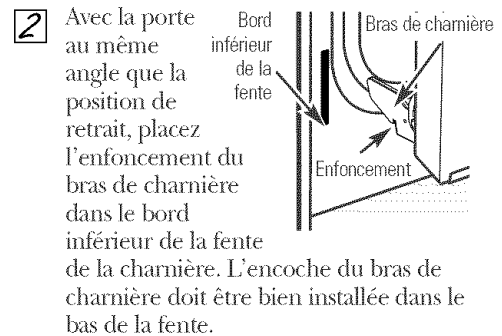 2
Avec la porte
au même
angle que la
position de
retrait, placez
l'enfoncement du
bras de charnière
dans le bord
inférieur de la fente
de la charnière. L'encoche du bras de
charnière doit être bien installée dans le
bas de la fente.
Bord
inférieur
de la
fente
Bras de charnière
Enfoncement